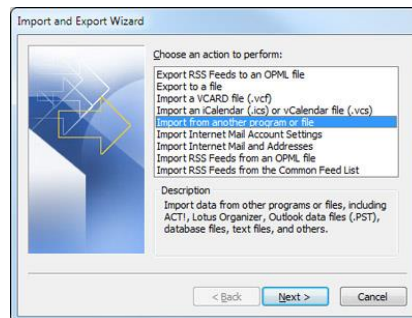 Import and Export Wizard
Choose an action to perform:
Export RSS Feeds to an OPML file
Export to a file
Import a VCARD file (.vcf)
Import an iCalendar (.ics) or vCalendar file (.vcs)
Import from another program or file
Import Internet Mail Account Settings
Import Internet Mail and Addresses
Import RSS Feeds from an OPML file
Import RSS Feeds from the Common Feed List
Description
Import data from other programs or files, including
ACT!, Lotus Organizer, Outlook data files (.PST),
database files, text files, and others.
< Back Next > Cancel